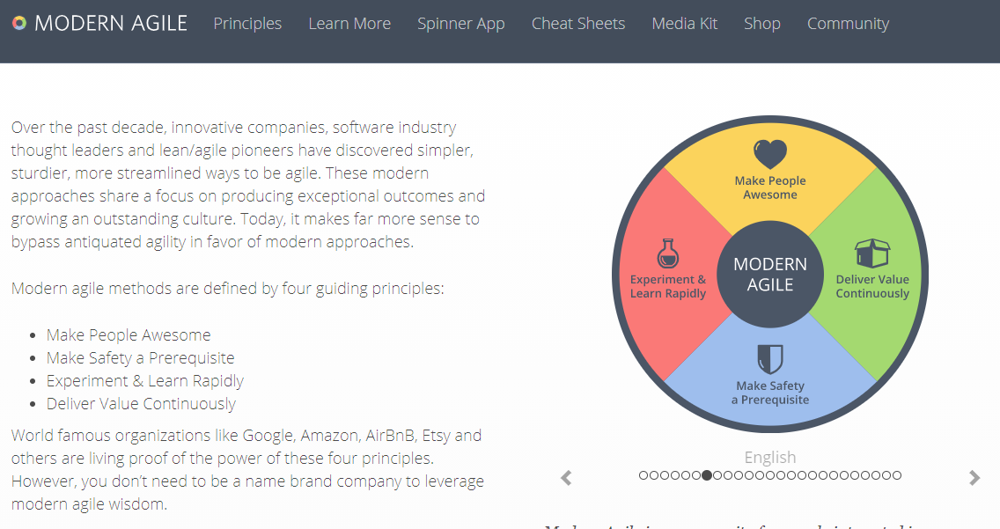 MODERN AGILE
Principles
Learn More
Spinner App
Cheat Sheets
Media Kit
Shop
Community
Over the past decade, innovative companies, software industry
thought leaders and lean/agile pioneers have discovered simpler,
sturdier, more streamlined ways to be agile. These modern
approaches share a focus on producing exceptional outcomes and
growing an outstanding culture. Today, it makes far more sense to
bypass antiquated agility in favor of modern approaches.
Modern agile methods are defined by four guiding principles:
• Make People Awesome
• Make Safety a Prerequisite
• Experiment & Learn Rapidly
• Deliver Value Continuously
World famous organizations like Google, Amazon, AirBnB, Etsy and
others are living proof of the power of these four principles.
However, you don’t need to be a name brand company to leverage
modern agile wisdom.
Make People
Awesome
Experiment &
Learn Rapidly
MODERN
AGILE
Deliver Value
Continuously
Make Safety
a Prerequisite
English